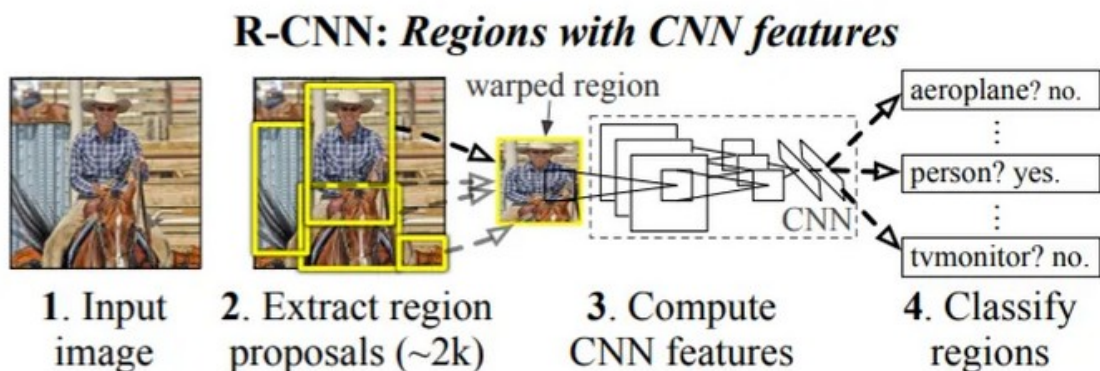 R-CNN: Regions with CNN features
warped region
aeroplane? no.
⋮
person? yes.
⋮
tvmonitor? no.
CNN
1. Input
image
2. Extract region
proposals (~2k)
3. Compute
CNN features
4. Classify
regions